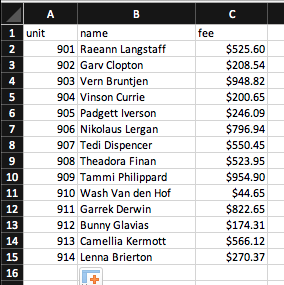 A B C
1 unit name fee
2 901 Raeann Langstaff $525.60
3 902 Garv Clopton $208.54
4 903 Vern Bruntjen $948.82
5 904 Vinson Currie $200.65
6 905 Padgett Iverson $246.09
7 906 Nikolaus Lergan $796.94
8 907 Tedi Dispencer $550.45
9 908 Theadora Finan $523.95
10 909 Tammi Philippard $954.90
11 910 Wash Van den Hof $44.65
12 911 Garrek Derwin $822.65
13 912 Bunny Glavias $174.31
14 913 Camellia Kermott $566.12
15 914 Lenna Brierton $270.37
16